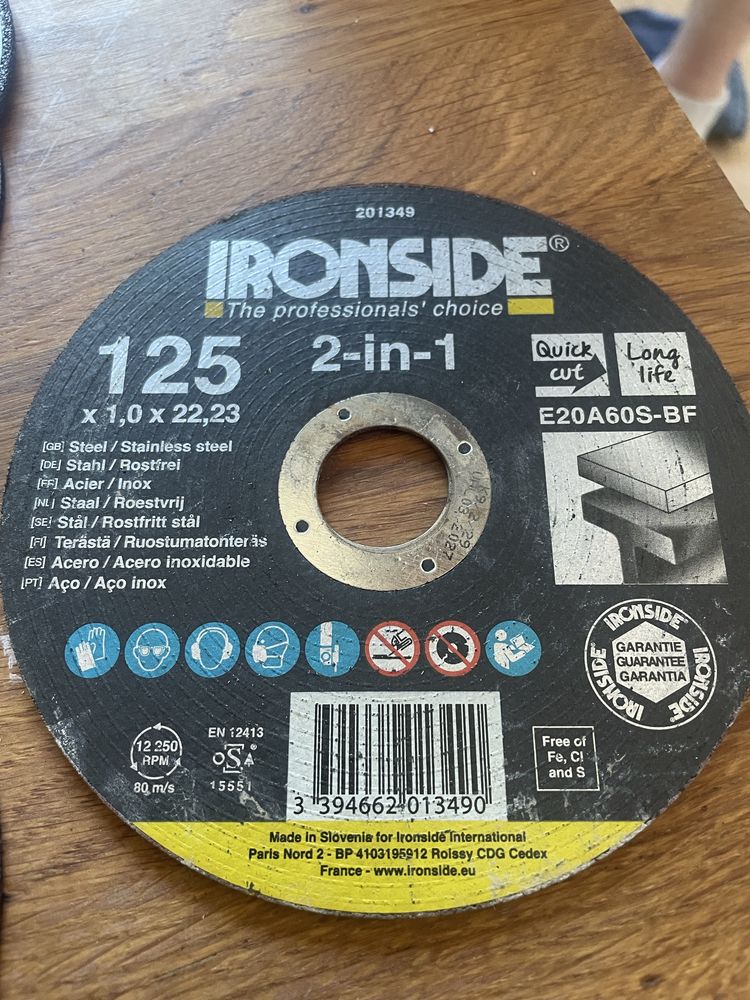 201349
IRONSIDE®
The professionals' choice
125
x 1,0 x 22,23
2-in-1
Quick
cut
Long
life
E20A60S-BF
[GB] Steel / Stainless steel
[DE] Stahl / Rostfrei
[FR] Acier / Inox
[NL] Staal / Roestvrij
[SE] Stål / Rostfritt stål
[FI] Terästä / Ruostumatonteräs
[ES] Acero / Acero inoxidable
[PT] Aço / Aço inox
03 2027
IRONSIDE®
IRONSIDE
IRONSIDE
GARANTIE
GUARANTEE
GARANTIA
12 250
RPM
80 m/s
EN 12413
oSa®
15551
Free of
Fe, Cl
and S
3 394662 013490
Made in Slovenia for Ironside International
Paris Nord 2 - BP 4103195912 Roissy CDG Cedex
France - www.ironside.eu